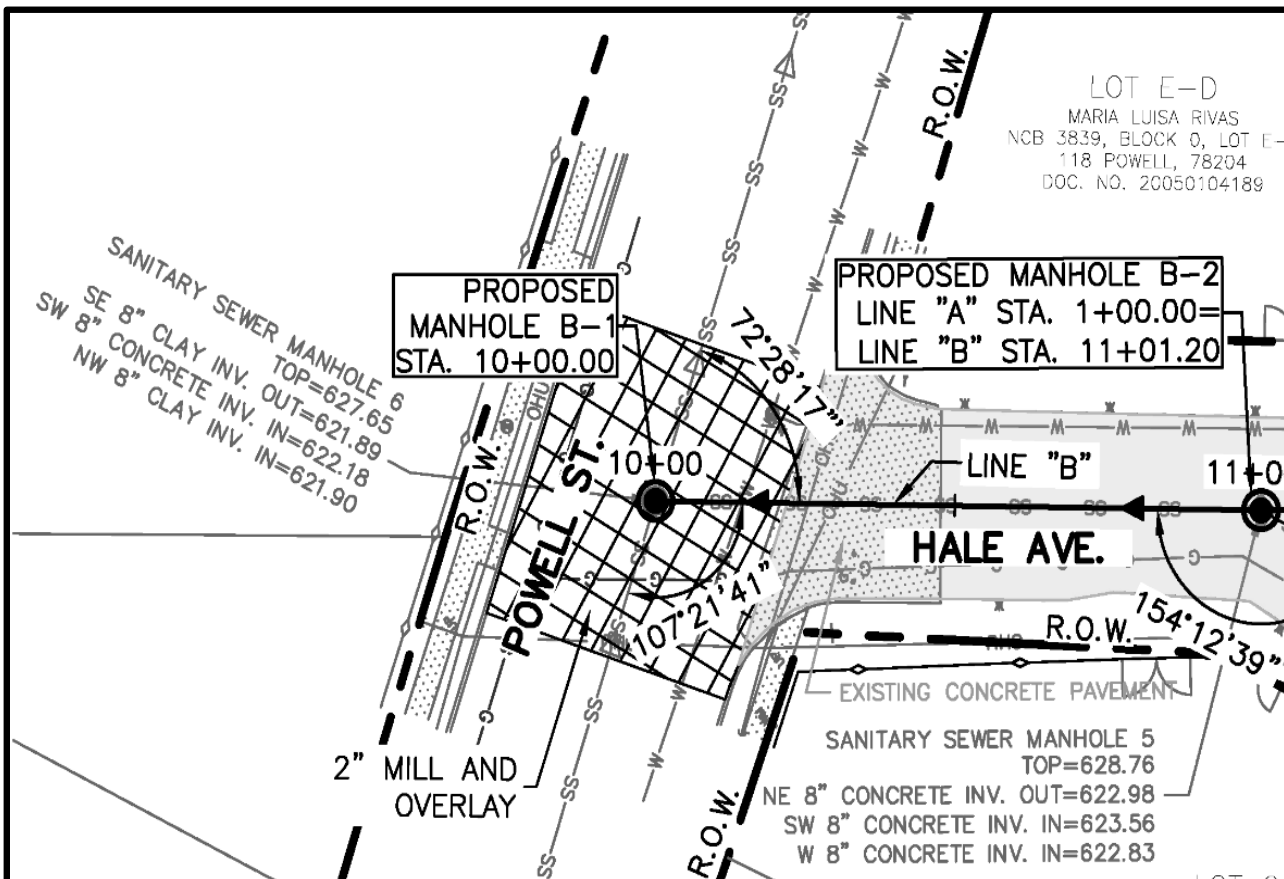 LOT E-D
MARIA LUISA RIVAS
NCB 3839, BLOCK 0, LOT E-
118 POWELL, 78204
DOC. NO. 20050104189
R.O.W.
SANITARY SEWER MANHOLE 6
TOP=627.65
SE 8" CLAY INV. OUT=621.89
SW 8" CONCRETE INV. IN=622.18
NW 8" CLAY INV. IN=621.90
PROPOSED
MANHOLE B-1
STA. 10+00.00
PROPOSED MANHOLE B-2
LINE "A" STA. 1+00.00=
LINE "B" STA. 11+01.20
72°28'17"
OHU
R.O.W.
10+00
LINE "B"
11+0
POWELL ST.
HALE AVE.
107°21'41"
154°12'39"
R.O.W.
OHU
EXISTING CONCRETE PAVEMENT
2" MILL AND
OVERLAY
R.O.W.
SANITARY SEWER MANHOLE 5
TOP=628.76
NE 8" CONCRETE INV. OUT=622.98
SW 8" CONCRETE INV. IN=623.56
W 8" CONCRETE INV. IN=622.83